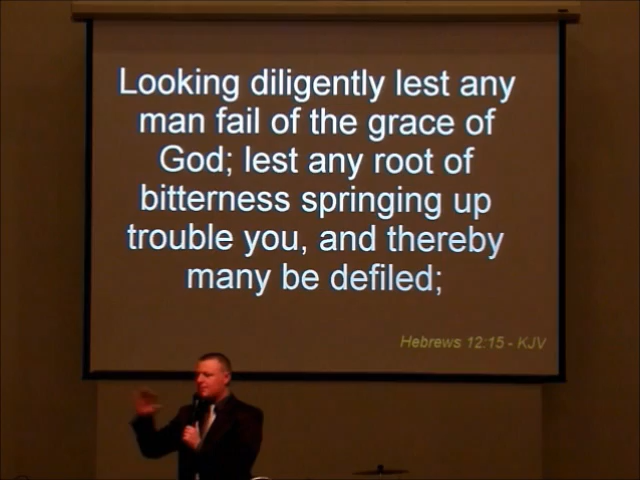 Looking diligently lest any
man fail of the grace of
God; lest any root of
bitterness springing up
trouble you, and thereby
many be defiled;
Hebrews 12:15 - KJV